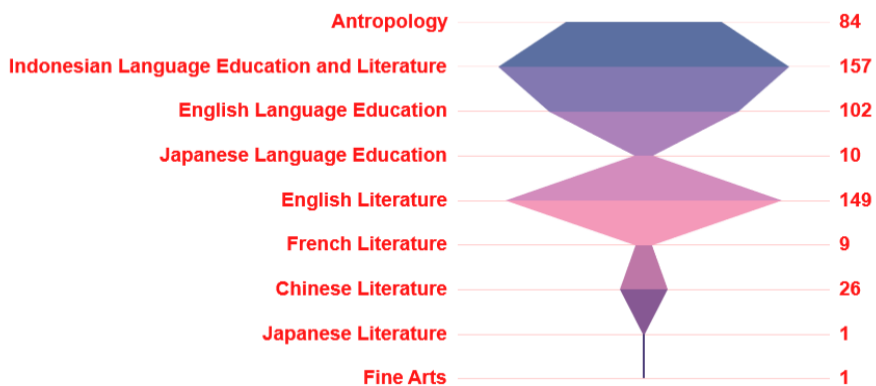 Antropology 84
Indonesian Language Education and Literature 157
English Language Education 102
Japanese Language Education 10
English Literature 149
French Literature 9
Chinese Literature 26
Japanese Literature 1
Fine Arts 1